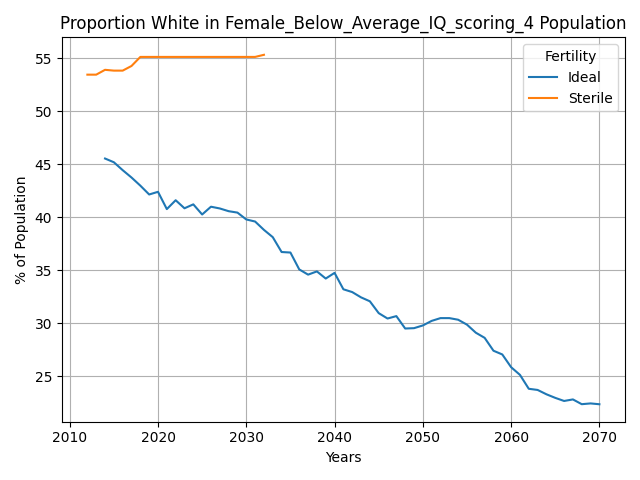 Proportion White in Female_Below_Average_IQ_scoring_4 Population
Fertility
Ideal
Sterile
% of Population
55
50
45
40
35
30
25
2010
2020
2030
2040
2050
2060
2070
Years